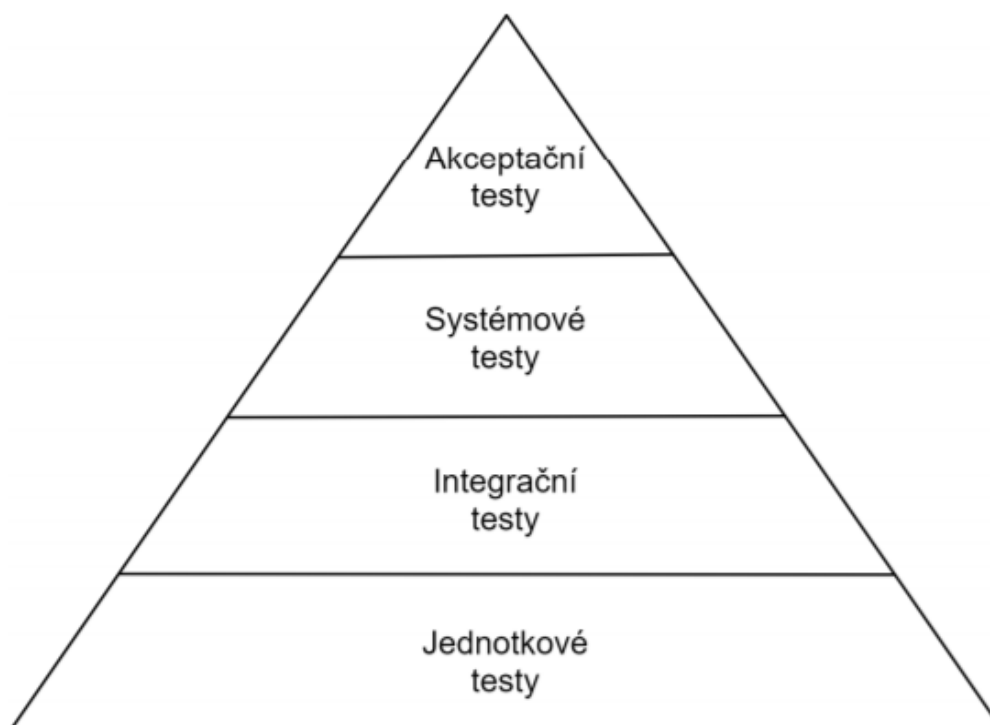 Akceptační
testy
Systémové
testy
Integrační
testy
Jednotkové
testy